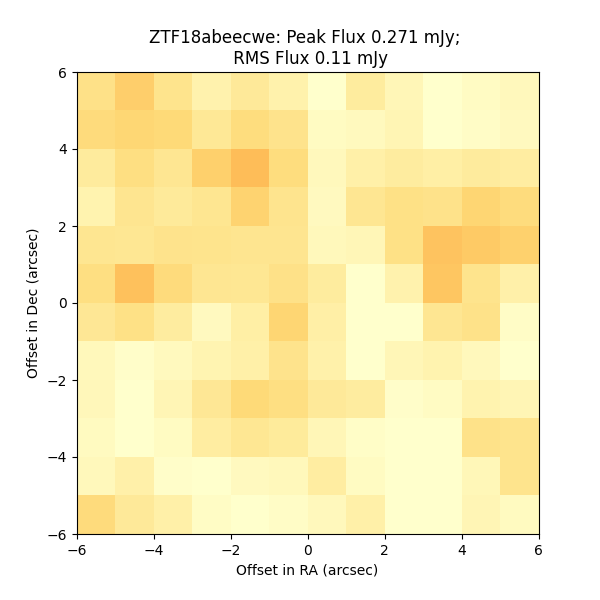 ZTF18abeecwe: Peak Flux 0.271 mJy;
RMS Flux 0.11 mJy
6
4
2
0
−2
−4
−6
Offset in Dec (arcsec)
−6 −4 −2 0 2 4 6
Offset in RA (arcsec)